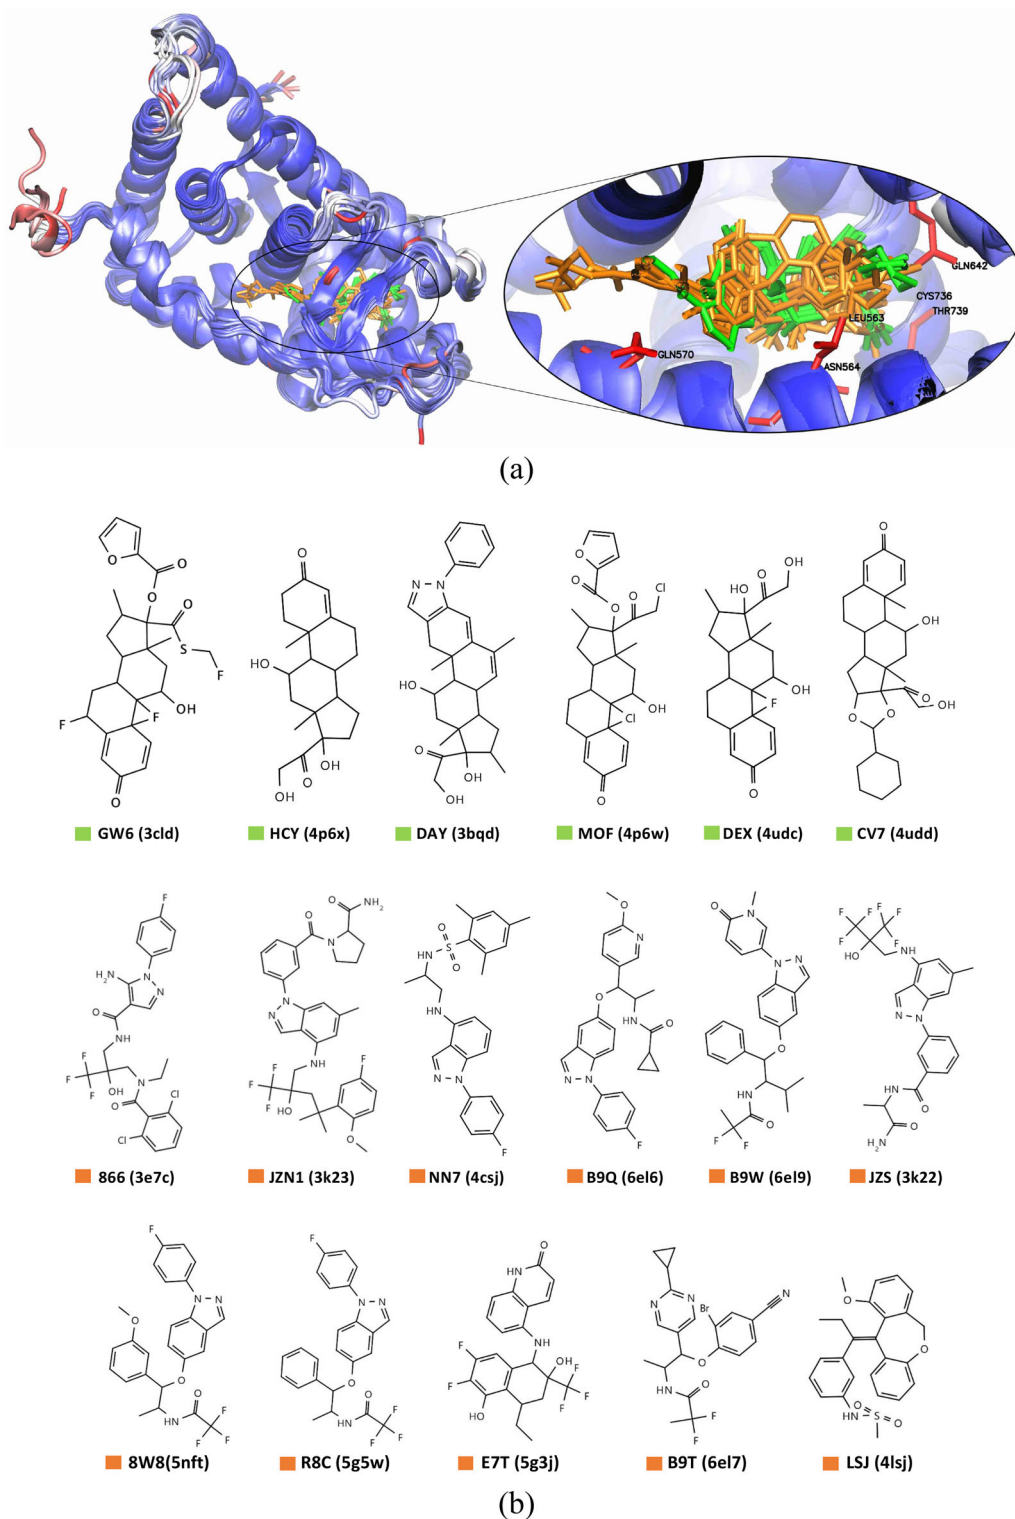 GLN642
CYS736
THR739
LEU563
GLN570
ASN564
(a)
GW6 (3cld)
HCY (4p6x)
DAY (3bqd)
MOF (4p6w)
DEX (4udc)
CV7 (4udd)
866 (3e7c)
JZN1 (3k23)
NN7 (4csj)
B9Q (6el6)
B9W (6el9)
JZS (3k22)
8W8(5nft)
R8C (5g5w)
E7T (5g3j)
B9T (6el7)
LSJ (4lsj)
(b)